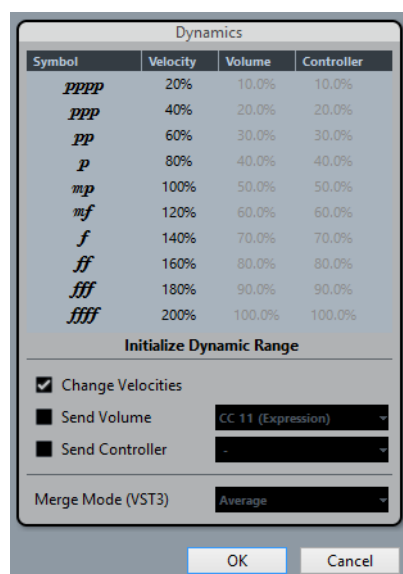 Dynamics
Symbol Velocity Volume Controller
pppp 20% 10.0% 10.0%
ppp 40% 20.0% 20.0%
pp 60% 30.0% 30.0%
p 80% 40.0% 40.0%
mp 100% 50.0% 50.0%
mf 120% 60.0% 60.0%
f 140% 70.0% 70.0%
ff 160% 80.0% 80.0%
fff 180% 90.0% 90.0%
ffff 200% 100.0% 100.0%
Initialize Dynamic Range
Change Velocities
Send Volume CC 11 (Expression)
Send Controller -
Merge Mode (VST3) Average
OK Cancel